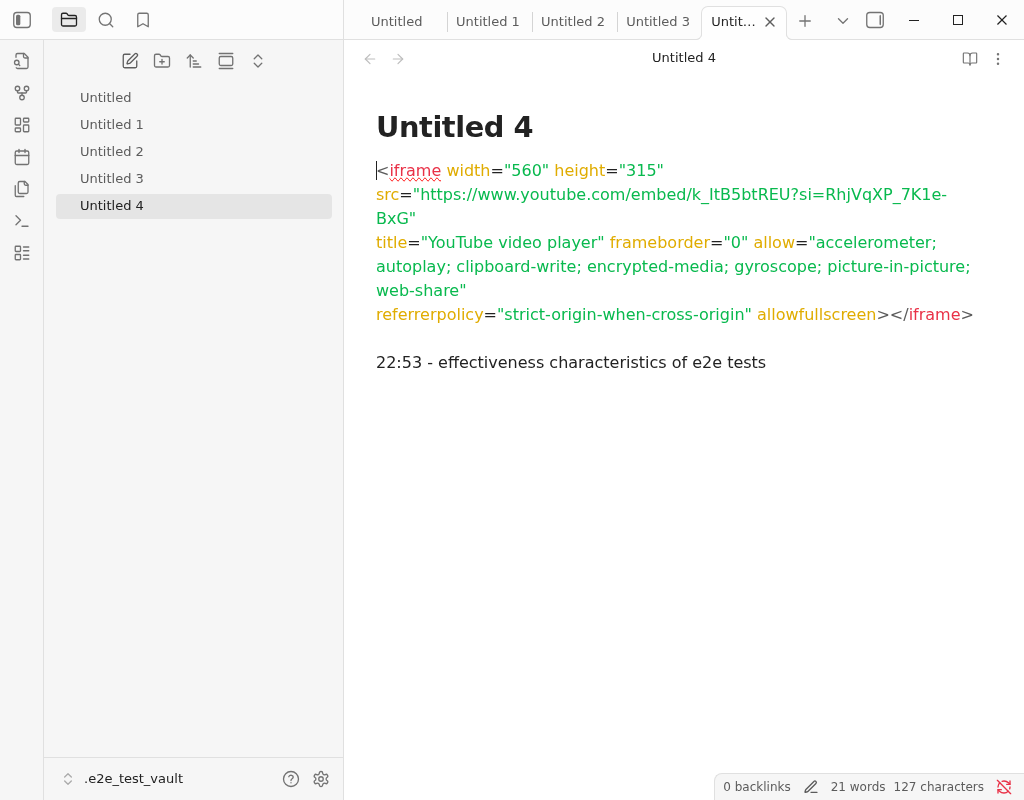 Untitled
Untitled 1
Untitled 2
Untitled 3
Untit...
Untitled 4
Untitled
Untitled 1
Untitled 2
Untitled 3
Untitled 4
Untitled 4
<iframe width="560" height="315"
src="https://www.youtube.com/embed/k_ItB5btREU?si=RhjVqXP_7K1e-
BxG"
title="YouTube video player" frameborder="0" allow="accelerometer;
autoplay; clipboard-write; encrypted-media; gyroscope; picture-in-picture;
web-share"
referrerpolicy="strict-origin-when-cross-origin" allowfullscreen></iframe>
22:53 - effectiveness characteristics of e2e tests
.e2e_test_vault
0 backlinks
21 words
127 characters